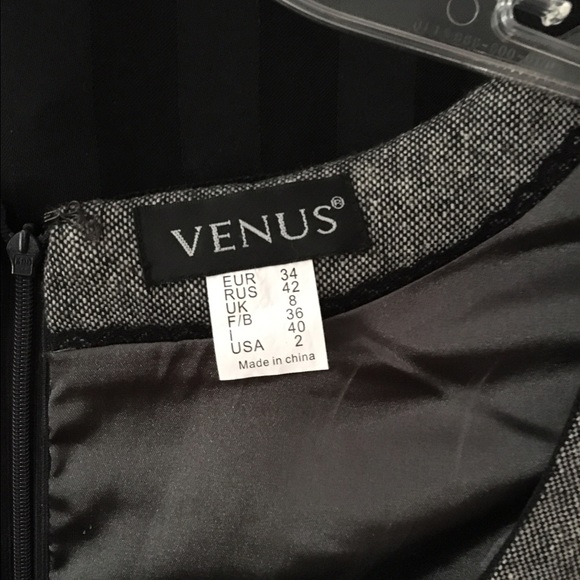 VENUS®
EUR 34
RUS 42
UK 8
F/B 36
I 40
USA 2
Made in china